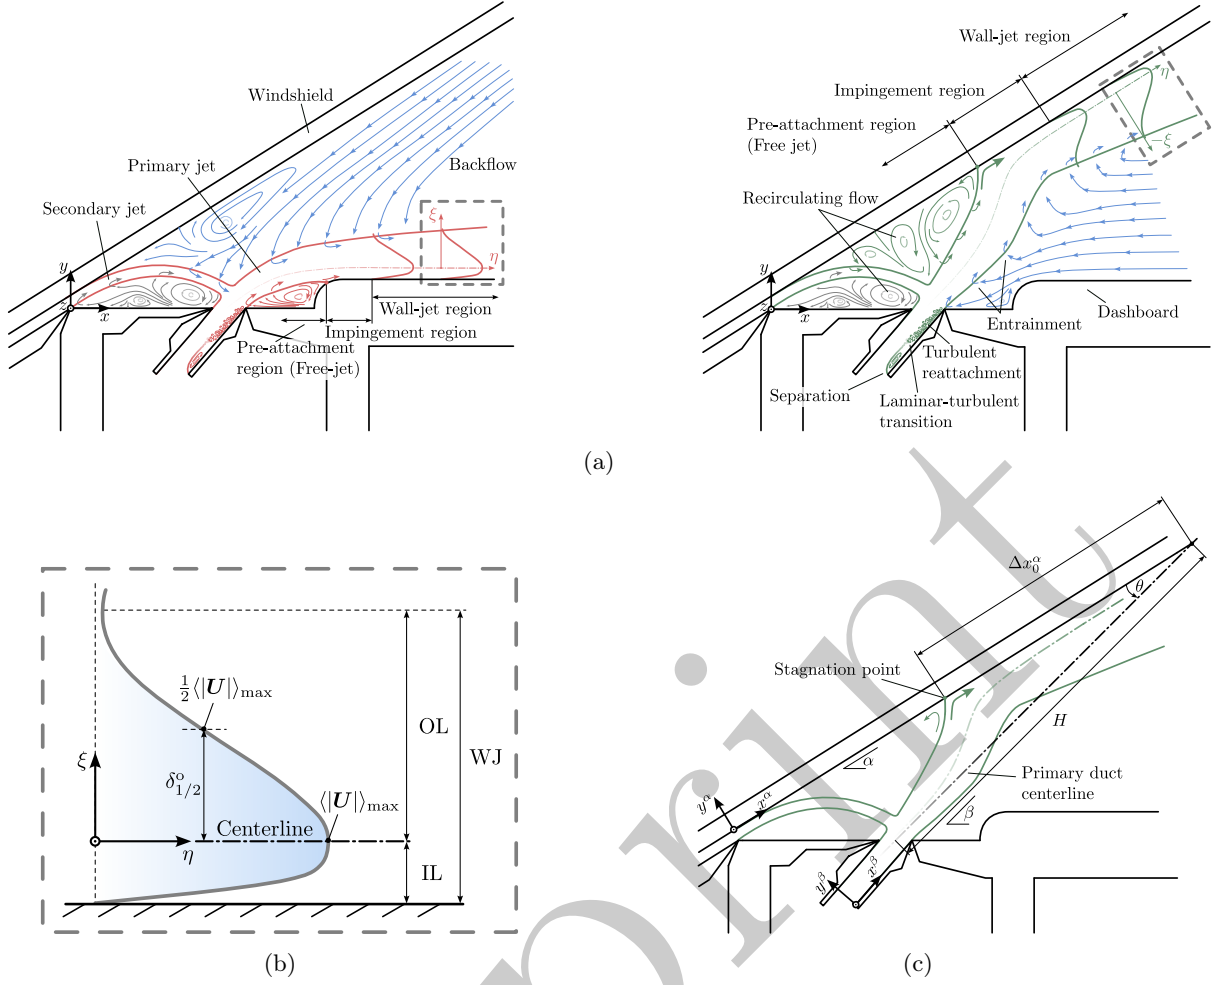 Windshield
Primary jet
Secondary jet
Backflow
ξ
η
y
z
x
Wall-jet region
Impingement region
Pre-attachment
region (Free-jet)
Wall-jet region
Impingement region
Pre-attachment region
(Free jet)
η
−ξ
Recirculating flow
y
z
x
Entrainment
Dashboard
Turbulent
reattachment
Separation
Laminar-turbulent
transition
(a)
½⟨|U|⟩max
OL
WJ
ξ
δ°1/2
⟨|U|⟩max
Centerline
η
IL
(b)
Δx₀^α
θ
Stagnation point
H
α
y^α
x^α
Primary duct
centerline
β
y^β
x^β
(c)
print